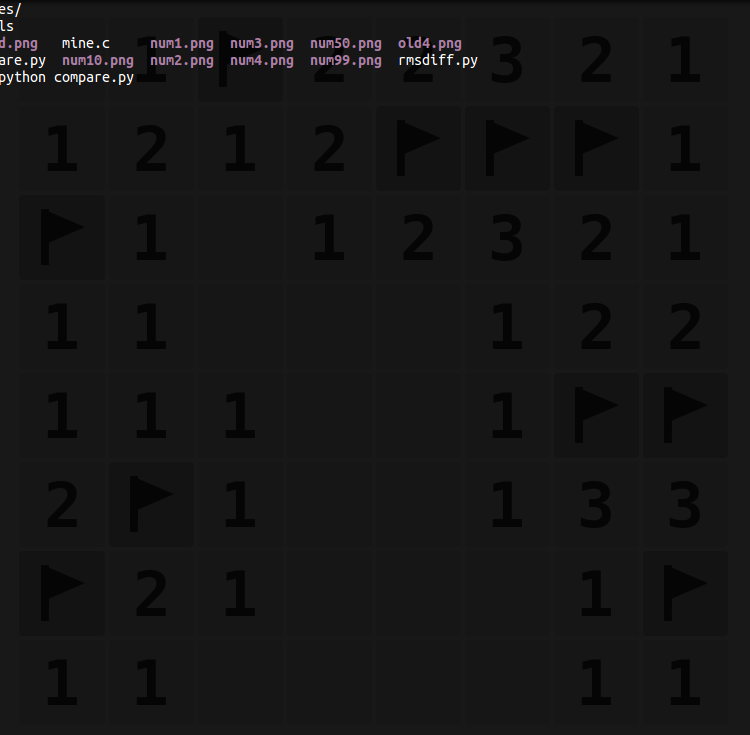 es/
ls
d.png mine.c num1.png num3.png num50.png old4.png
are.py num10.png num2.png num4.png num99.png rmsdiff.py
python compare.py
1 2 2 3 2 1
1 2 1 2 1
1 1 2 3 2 1
1 1 1 2 2
1 1 1 1
2 1 1 3 3
2 1 1
1 1 1 1